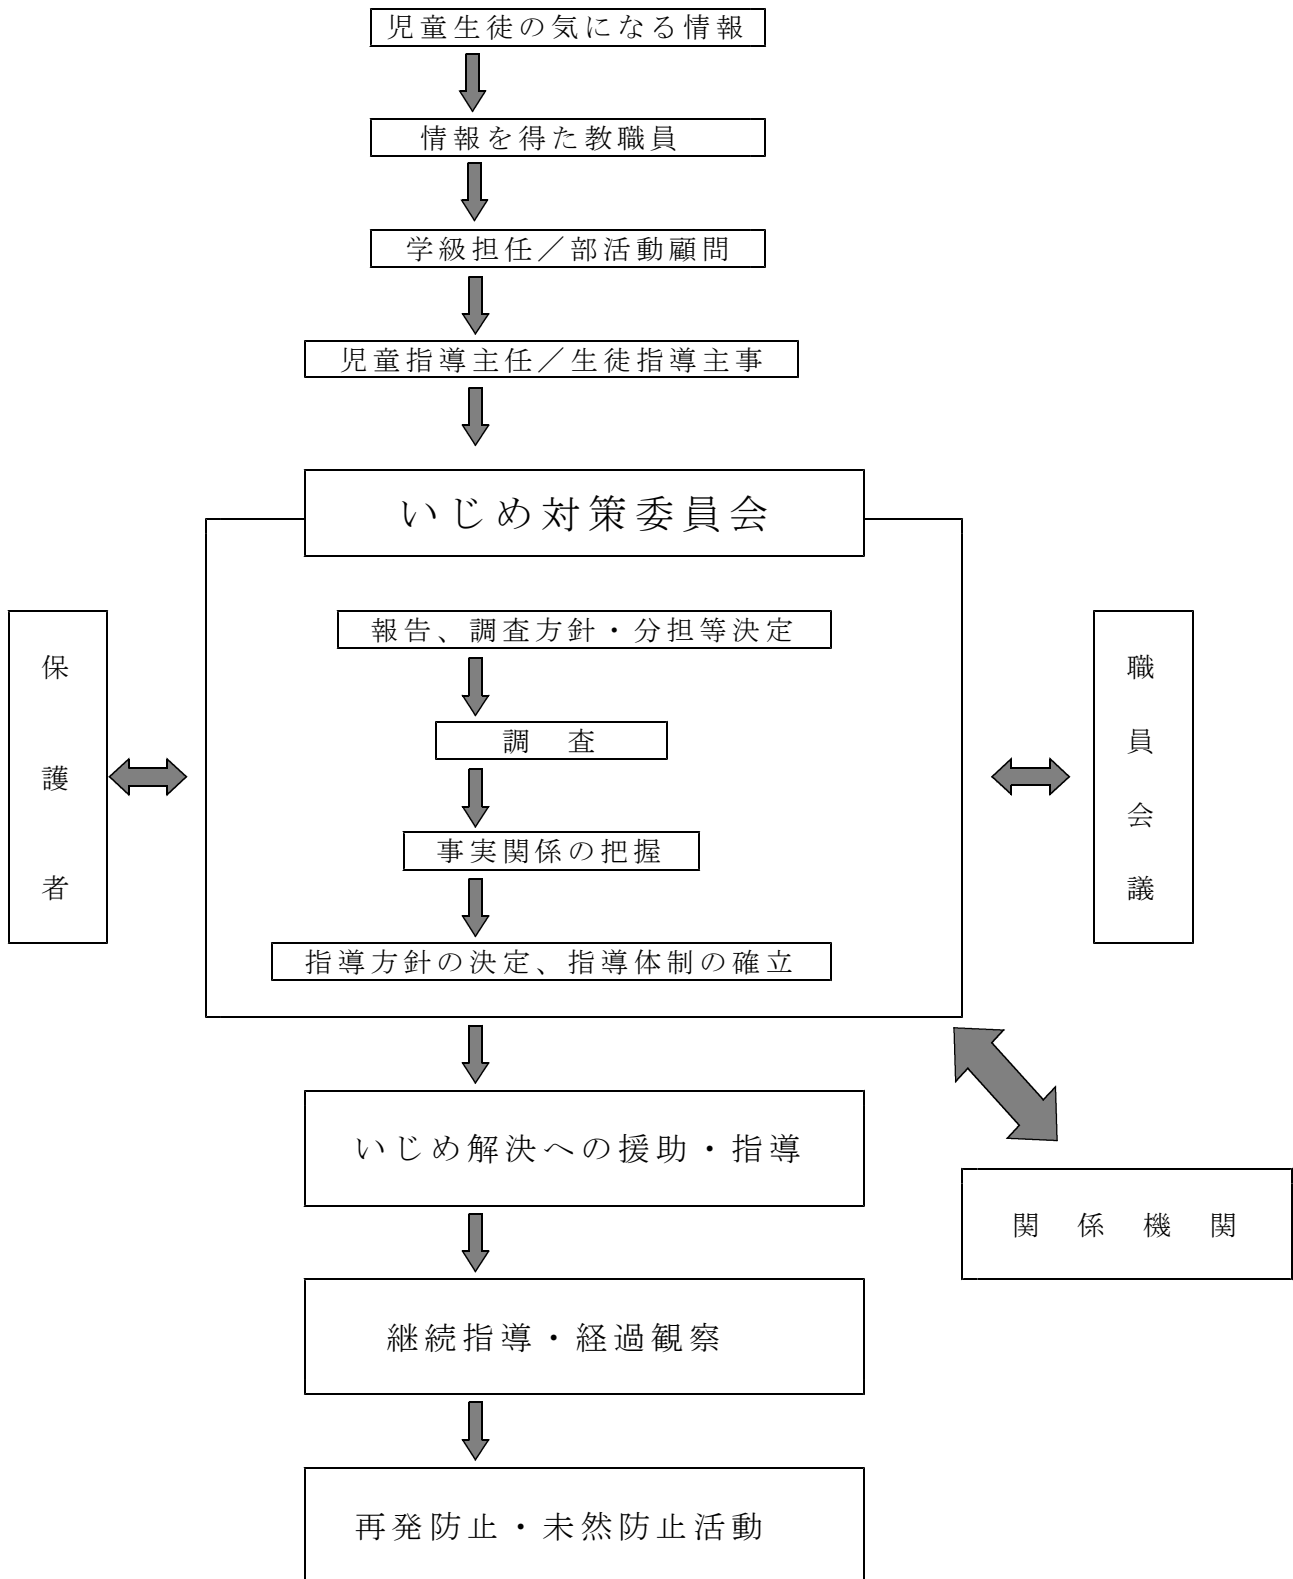 児童生徒の気になる情報
情報を得た教職員
学級担任／部活動顧問
児童指導主任／生徒指導主事
いじめ対策委員会
報告、調査方針・分担等決定
調　査
事実関係の把握
指導方針の決定、指導体制の確立
保護者
職員会議
いじめ解決への援助・指導
関　係　機　関
継続指導・経過観察
再発防止・未然防止活動